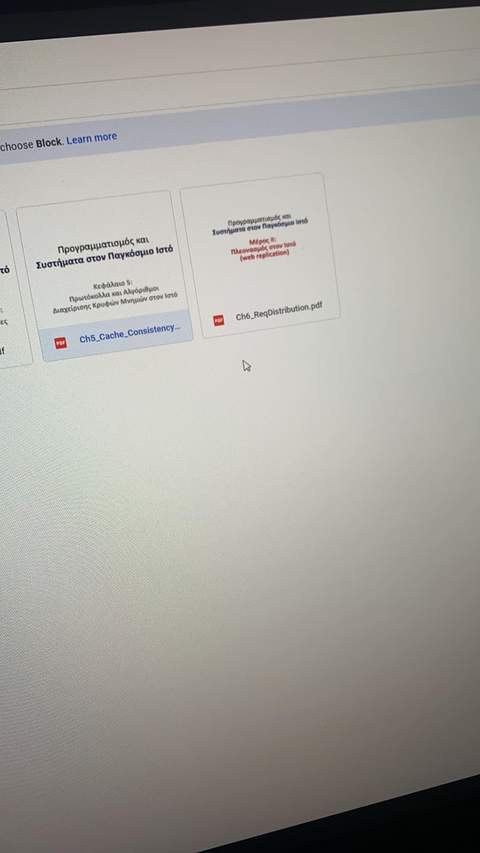 choose Block. Learn more
τό
:
ες
df
Προγραμματισμός και
Συστήματα στον Παγκόσμιο Ιστό
Κεφάλαιο 5:
Πρωτόκολλα και Αλγόριθμοι
Διαχείρισης Κρυφών Μνημών στον Ιστό
PDF Ch5_Cache_Consistency...
Προγραμματισμός και
Συστήματα στον Παγκόσμιο Ιστό
Μέρος ΙΙ:
Πλεονασμός στον Ιστό
(web replication)
PDF Ch6_ReqDistribution.pdf